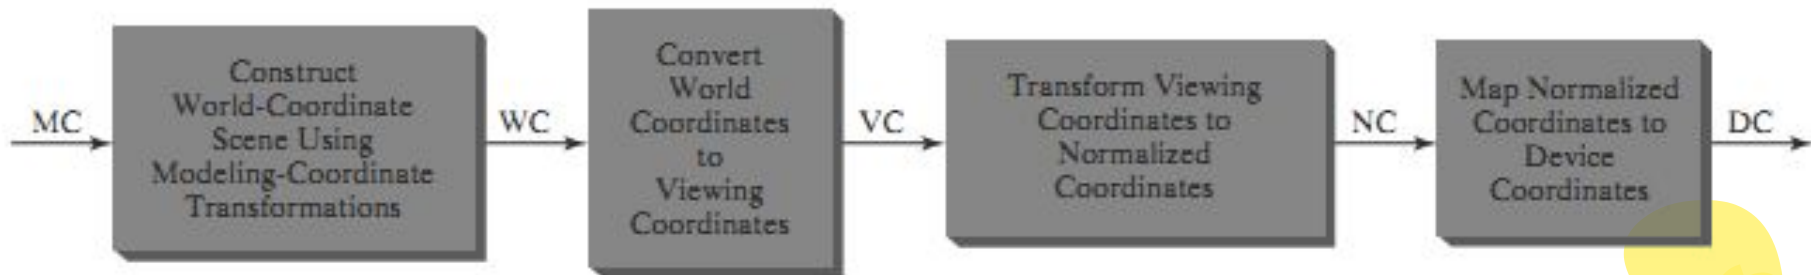 MC
Construct
World-Coordinate
Scene Using
Modeling-Coordinate
Transformations
WC
Convert
World
Coordinates
to
Viewing
Coordinates
VC
Transform Viewing
Coordinates to
Normalized
Coordinates
NC
Map Normalized
Coordinates to
Device
Coordinates
DC